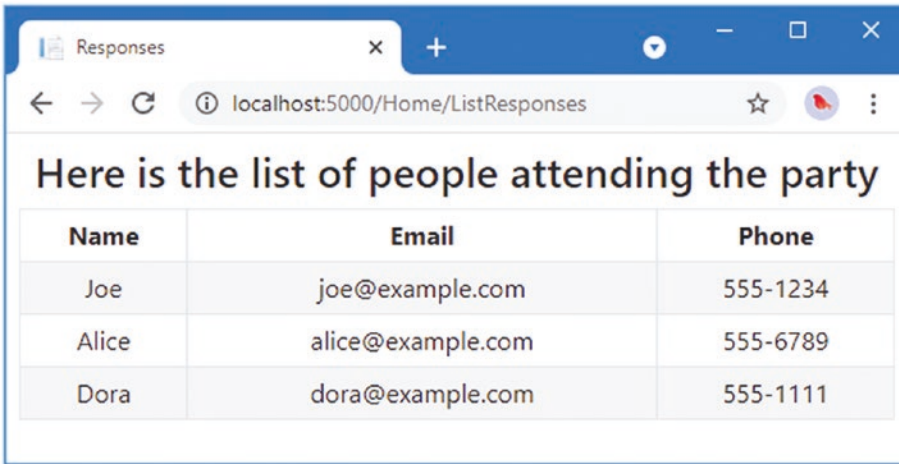 Responses
localhost:5000/Home/ListResponses
Here is the list of people attending the party
Name Email Phone
Joe joe@example.com 555-1234
Alice alice@example.com 555-6789
Dora dora@example.com 555-1111